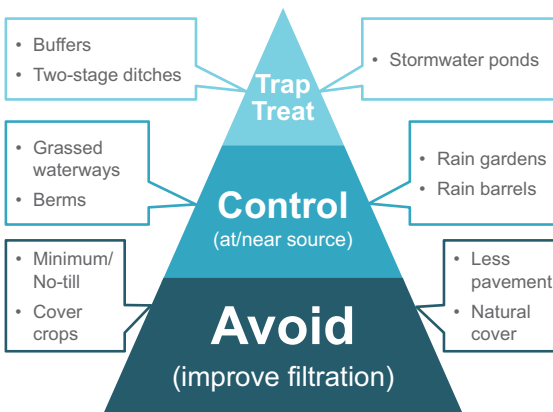 • Buffers
• Two-stage ditches
Trap
Treat
• Stormwater ponds
• Grassed
waterways
• Berms
Control
(at/near source)
• Rain gardens
• Rain barrels
• Minimum/
No-till
• Cover
crops
Avoid
(improve filtration)
• Less
pavement
• Natural
cover